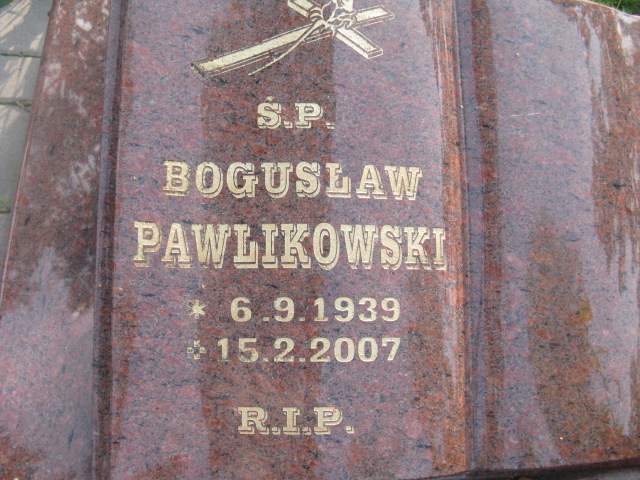 Ś.P.
BOGUSŁAW
PAWLIKOWSKI
* 6.9.1939
✝ 15.2.2007
R.I.P.